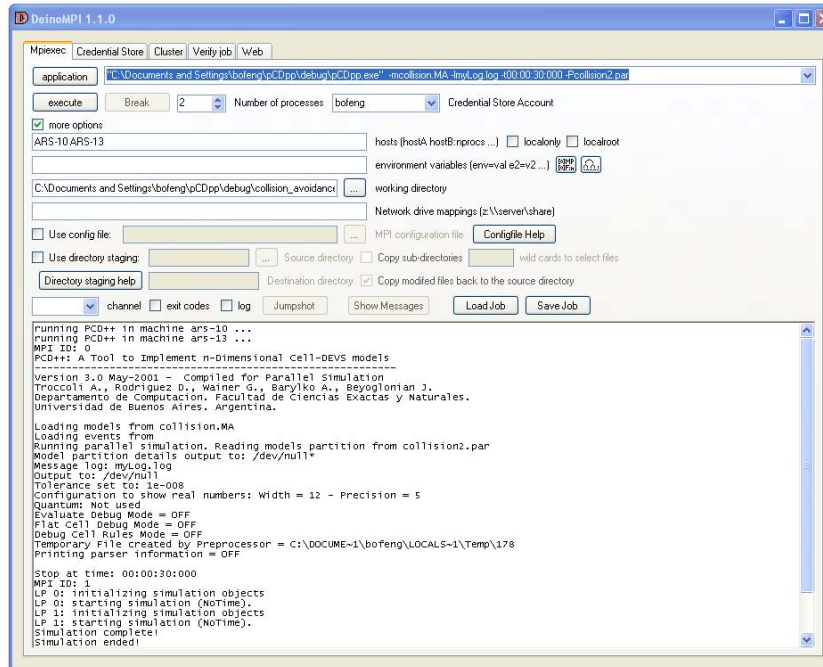 DeinoMPI 1.1.0
Mpiexec Credential Store Cluster Verify job Web
application "C:\Documents and Settings\bofeng\pCDpp\debug\pCDpp.exe" -mcollision.MA -lmyLog.log -t00:00:30:000 -Pcollision2.par
execute Break 2 Number of processes bofeng Credential Store Account
more options
ARS-10 ARS-13 hosts (hostA hostB:nprocs ...) localonly localroot
environment variables (env=val e2=v2 ...)
C:\Documents and Settings\bofeng\pCDpp\debug\collision_avoidance ... working directory
Network drive mappings (z:\\server\share)
Use config file: ... MPI configuration file Configfile Help
Use directory staging: ... Source directory Copy sub-directories wild cards to select files
Directory staging help Destination directory Copy modifed files back to the source directory
channel exit codes log Jumpshot Show Messages Load Job Save Job
running PCD++ in machine ars-10 ...
running PCD++ in machine ars-13 ...
MPI ID: 0
PCD++: A Tool to Implement n-Dimensional Cell-DEVS models
------------------------------------------------------------
Version 3.0 May-2001 - Compiled for Parallel Simulation
Troccoli A., Rodriguez D., Wainer G., Barylko A., Beyoglonian J.
Departamento de Computacion. Facultad de Ciencias Exactas y Naturales.
Universidad de Buenos Aires. Argentina.
Loading models from collision.MA
Loading events from
Running parallel simulation. Reading models partition from collision2.par
Model partition details output to: /dev/null*
Message log: myLog.log
Output to: /dev/null
Tolerance set to: 1e-008
Configuration to show real numbers: Width = 12 - Precision = 5
Quantum: Not used
Evaluate Debug Mode = OFF
Flat Cell Debug Mode = OFF
Debug Cell Rules Mode = OFF
Temporary File created by Preprocessor = C:\DOCUME~1\bofeng\LOCALS~1\Temp\178
Printing parser information = OFF
Stop at time: 00:00:30:000
MPI ID: 1
LP 0: initializing simulation objects
LP 0: starting simulation (NoTime).
LP 1: initializing simulation objects
LP 1: starting simulation (NoTime).
Simulation complete!
Simulation ended!